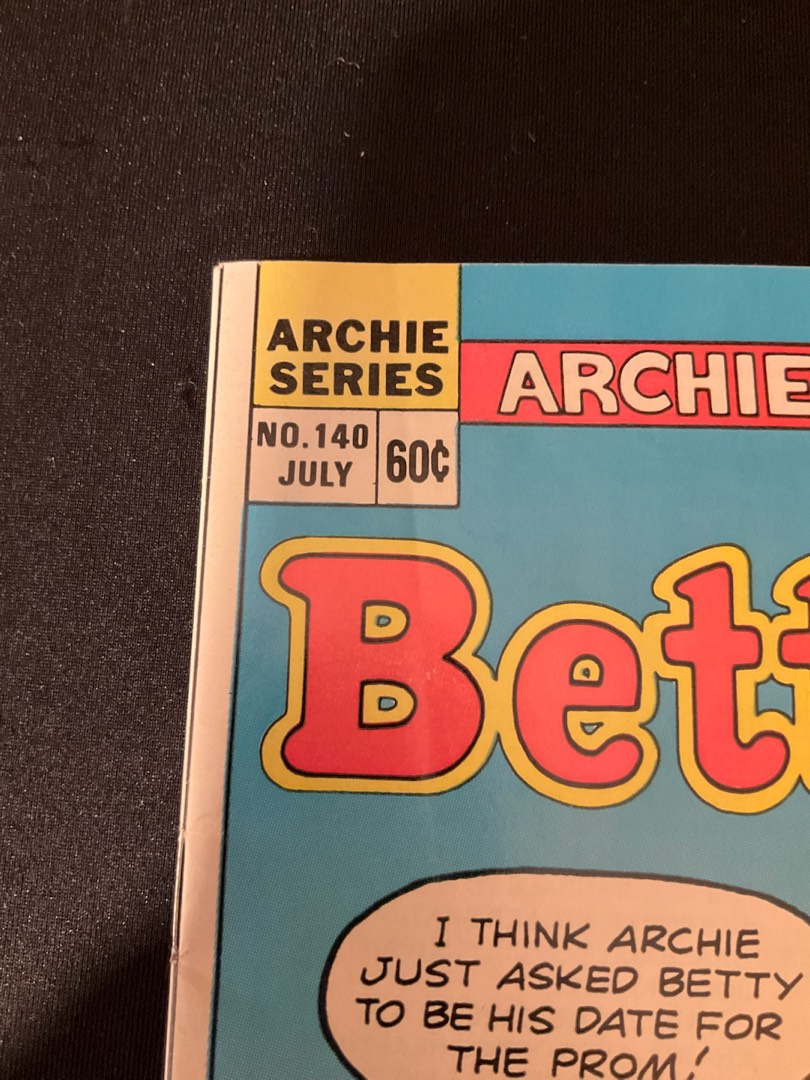 ARCHIE
SERIES
NO. 140
JULY
60¢
ARCHIE
Bett
I THINK ARCHIE
JUST ASKED BETTY
TO BE HIS DATE FOR
THE PROM!